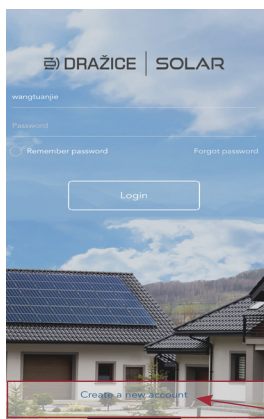 DRAŽICE SOLAR
wangtuanjie
Password
Remember password Forgot password
Login
Create a new account